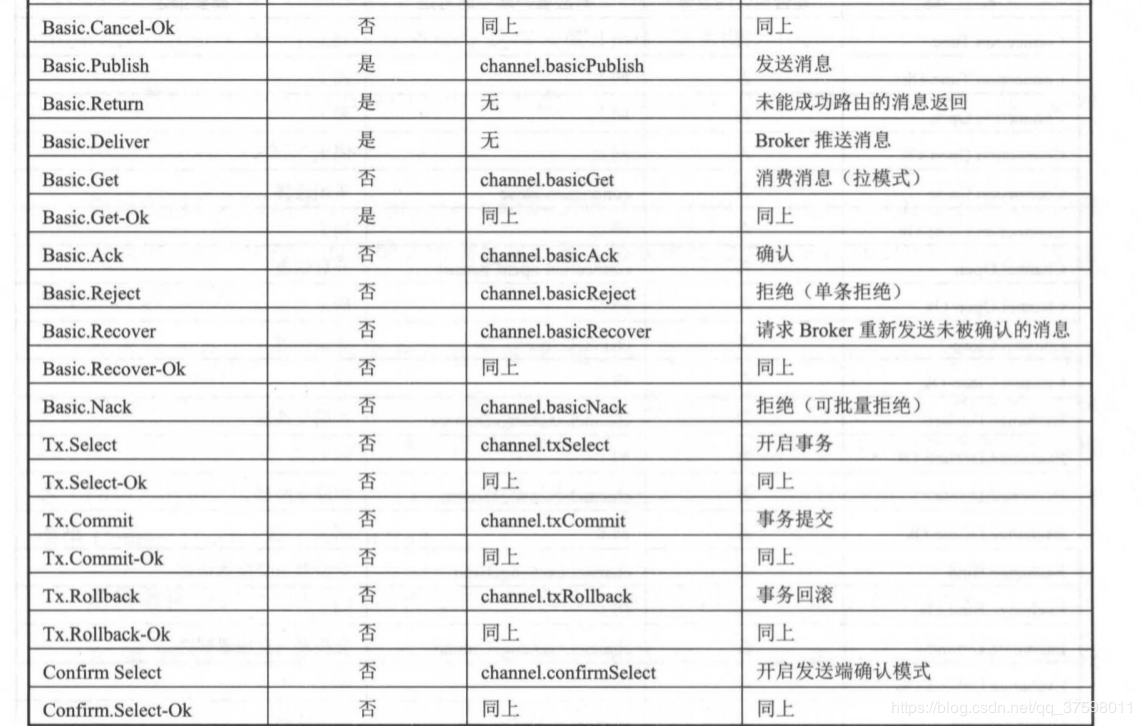 Basic.Cancel-Ok 否 同上 同上
Basic.Publish 是 channel.basicPublish 发送消息
Basic.Return 是 无 未能成功路由的消息返回
Basic.Deliver 是 无 Broker 推送消息
Basic.Get 否 channel.basicGet 消费消息（拉模式）
Basic.Get-Ok 是 同上 同上
Basic.Ack 否 channel.basicAck 确认
Basic.Reject 否 channel.basicReject 拒绝（单条拒绝）
Basic.Recover 否 channel.basicRecover 请求 Broker 重新发送未被确认的消息
Basic.Recover-Ok 否 同上 同上
Basic.Nack 否 channel.basicNack 拒绝（可批量拒绝）
Tx.Select 否 channel.txSelect 开启事务
Tx.Select-Ok 否 同上 同上
Tx.Commit 否 channel.txCommit 事务提交
Tx.Commit-Ok 否 同上 同上
Tx.Rollback 否 channel.txRollback 事务回滚
Tx.Rollback-Ok 否 同上 同上
Confirm Select 否 channel.confirmSelect 开启发送端确认模式
Confirm.Select-Ok 否 同上 同上
https://blog.csdn.net/qq_37598011